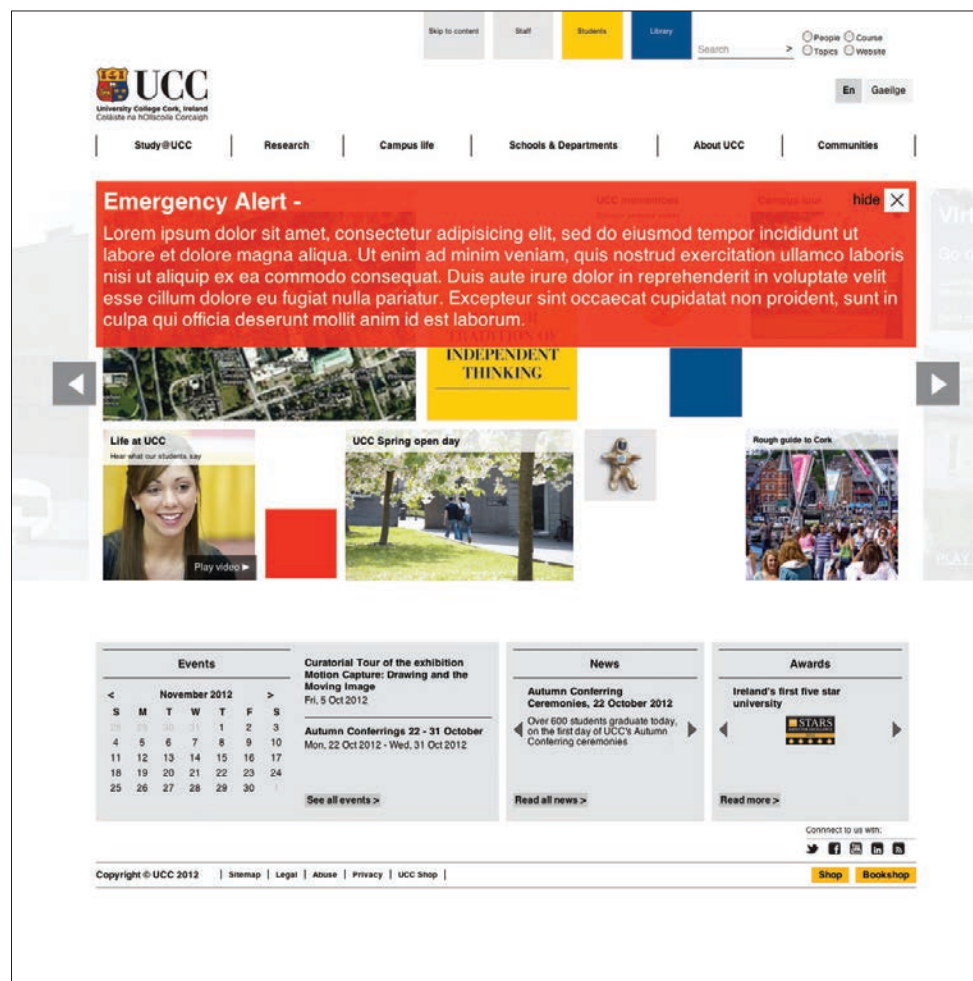 Skip to content
Staff
Students
Library
Search >
People Course
Topics Website
UCC
University College Cork, Ireland
Coláiste na hOllscoile Corcaigh
En Gaeilge
Study@UCC Research Campus life Schools & Departments About UCC Communities
Emergency Alert -
hide
Lorem ipsum dolor sit amet, consectetur adipisicing elit, sed do eiusmod tempor incididunt ut
labore et dolore magna aliqua. Ut enim ad minim veniam, quis nostrud exercitation ullamco laboris
nisi ut aliquip ex ea commodo consequat. Duis aute irure dolor in reprehenderit in voluptate velit
esse cillum dolore eu fugiat nulla pariatur. Excepteur sint occaecat cupidatat non proident, sunt in
culpa qui officia deserunt mollit anim id est laborum.
TRADITION OF
INDEPENDENT
THINKING
Life at UCC
Hear what our students say
Play video
UCC Spring open day
Rough guide to Cork
PLAY
Events
< November 2012 >
S M T W T F S
28 29 30 31 1 2 3
4 5 6 7 8 9 10
11 12 13 14 15 16 17
18 19 20 21 22 23 24
25 26 27 28 29 30 1
Curatorial Tour of the exhibition
Motion Capture: Drawing and the
Moving Image
Fri, 5 Oct 2012
Autumn Conferrings 22 - 31 October
Mon, 22 Oct 2012 - Wed, 31 Oct 2012
See all events >
News
Autumn Conferring
Ceremonies, 22 October 2012
Over 600 students graduate today,
on the first day of UCC's Autumn
Conferring ceremonies
Read all news >
Awards
Ireland's first five star
university
STARS
Read more >
Connnect to us with:
Copyright © UCC 2012 | Sitemap | Legal | Abuse | Privacy | UCC Shop |
Shop Bookshop